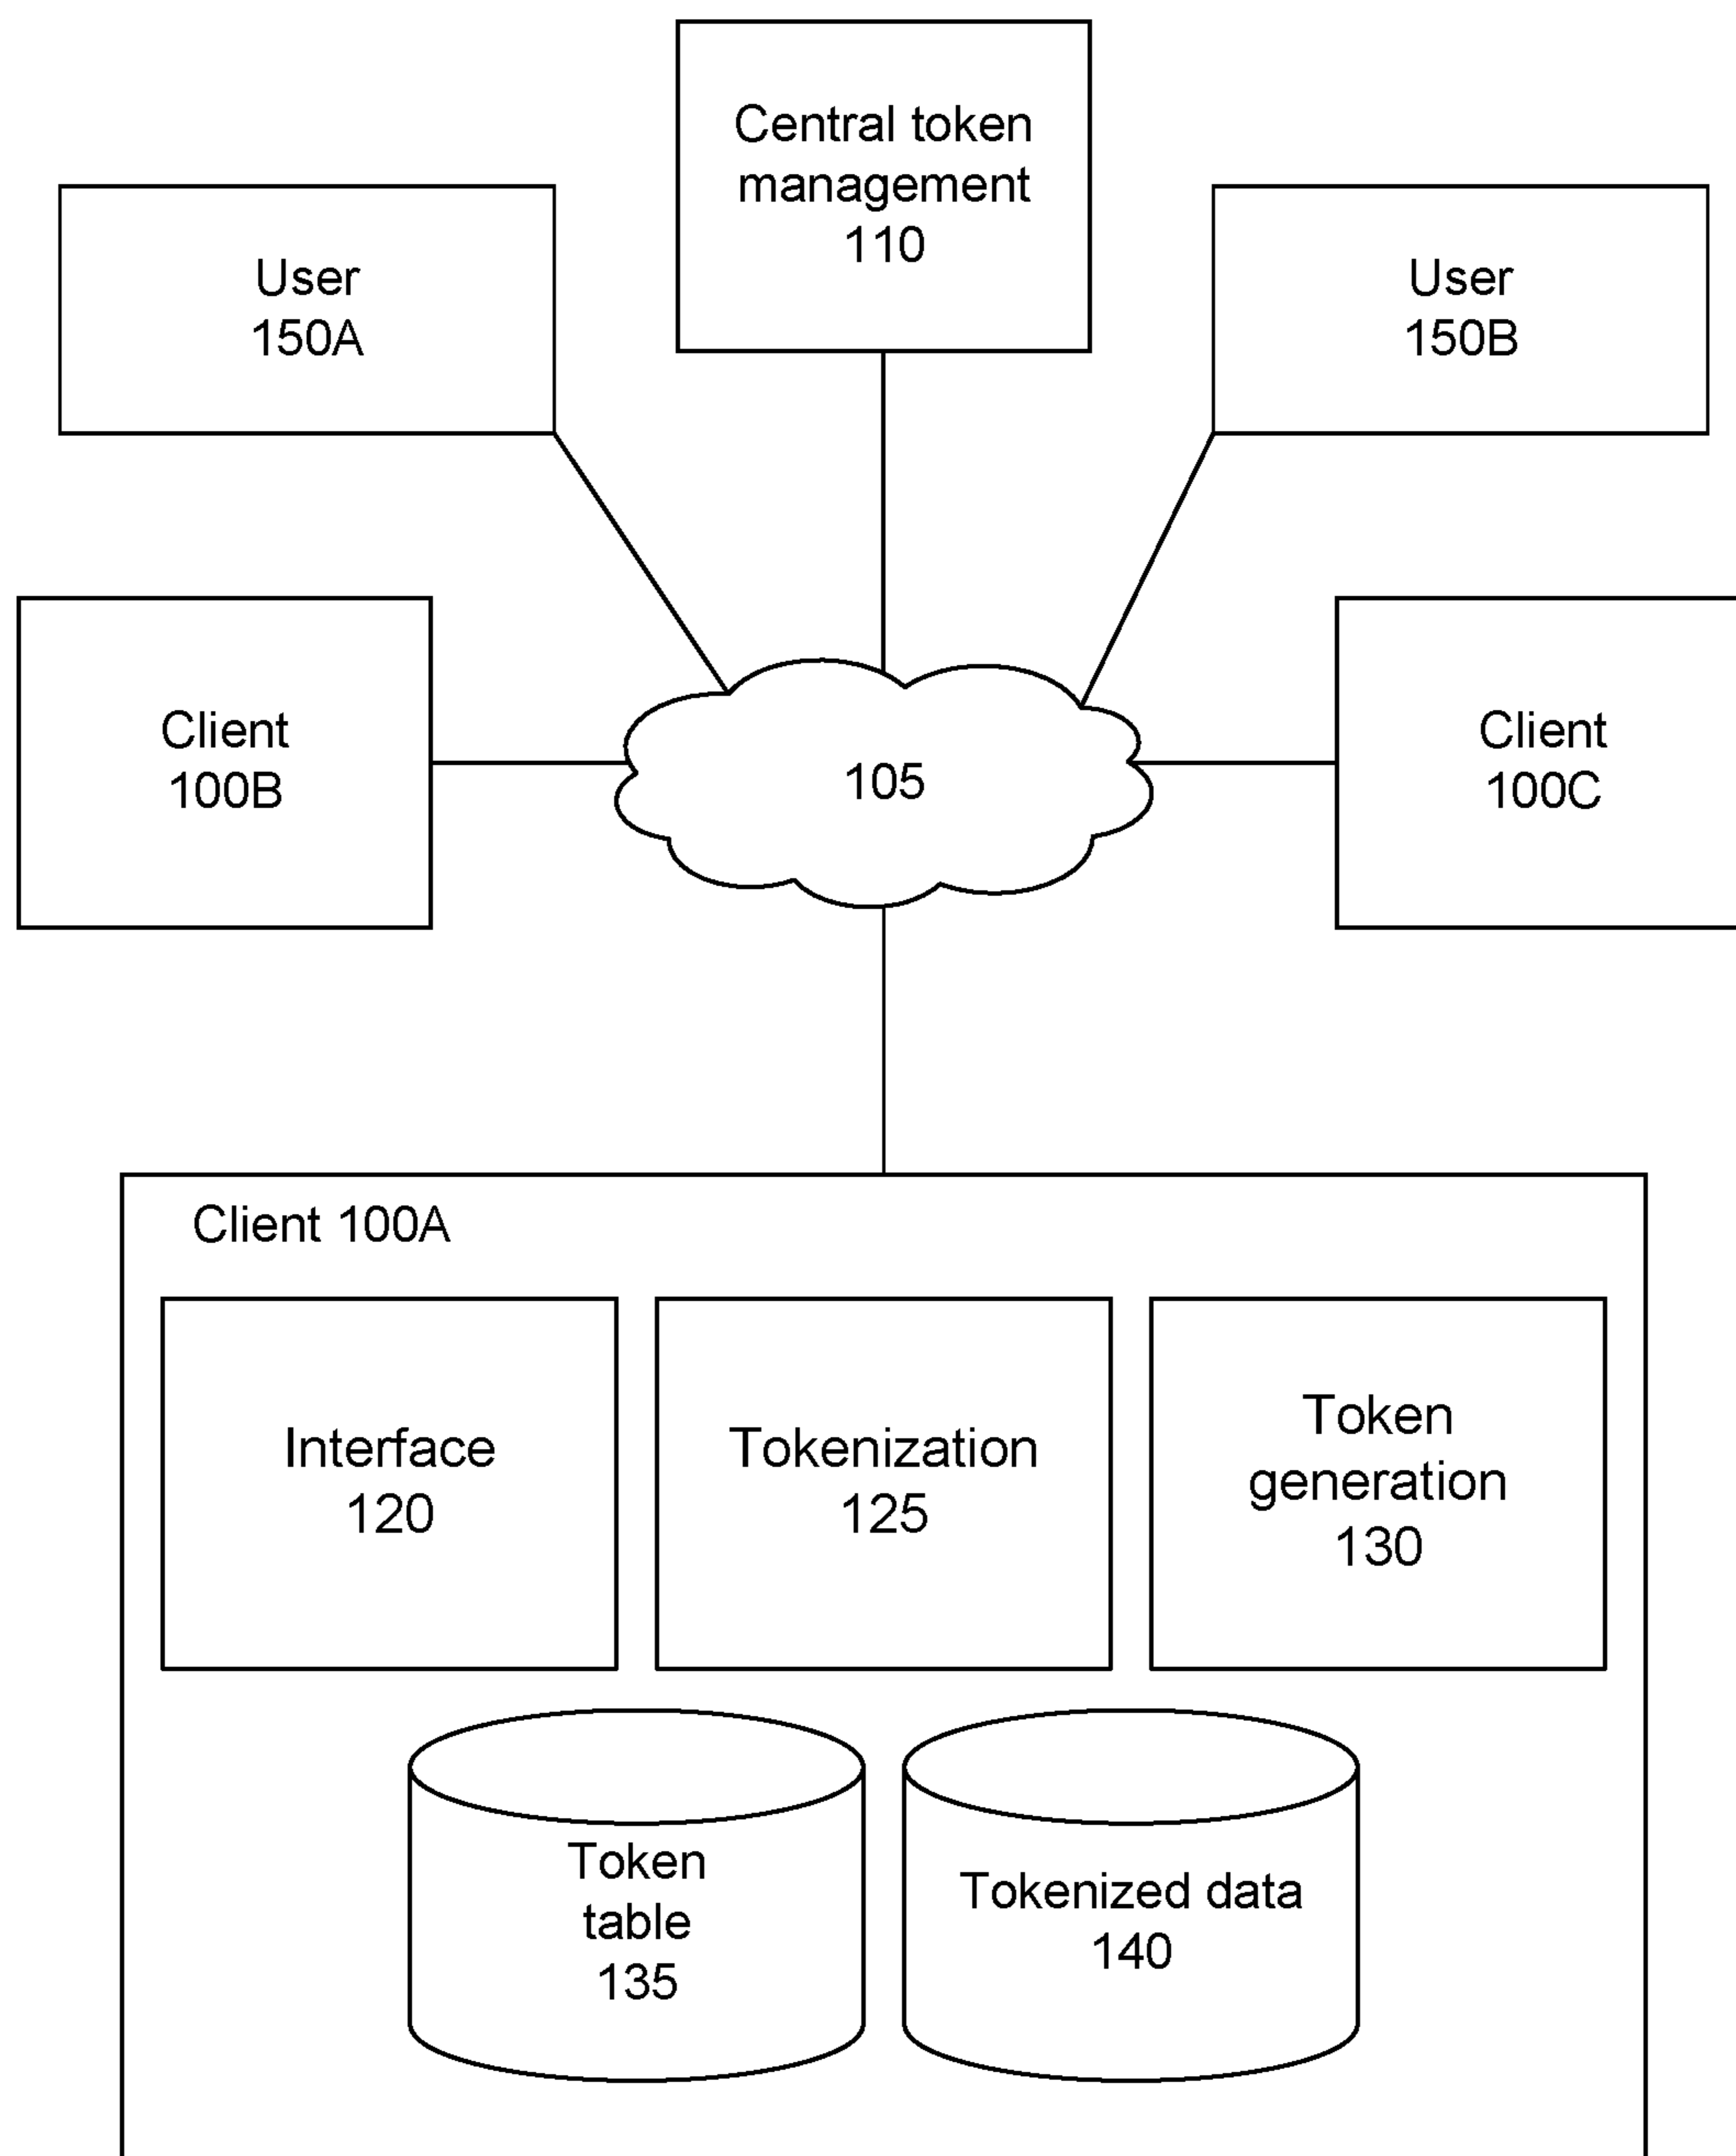 Central token
management
110
User
150A
User
150B
Client
100B
105
Client
100C
Client 100A
Interface
120
Tokenization
125
Token
generation
130
Token
table
135
Tokenized data
140